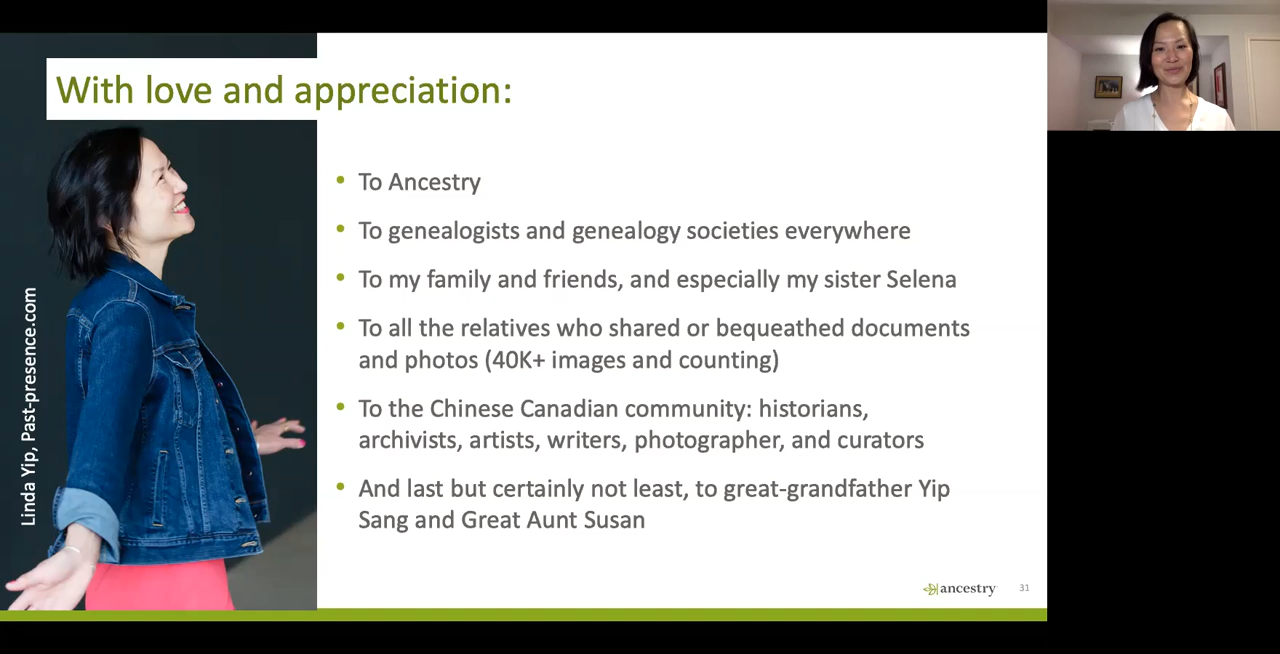 With love and appreciation:
To Ancestry
To genealogists and genealogy societies everywhere
To my family and friends, and especially my sister Selena
To all the relatives who shared or bequeathed documents
and photos (40K+ images and counting)
To the Chinese Canadian community: historians,
archivists, artists, writers, photographer, and curators
And last but certainly not least, to great-grandfather Yip
Sang and Great Aunt Susan
Linda Yip, Past-presence.com
ancestry
31